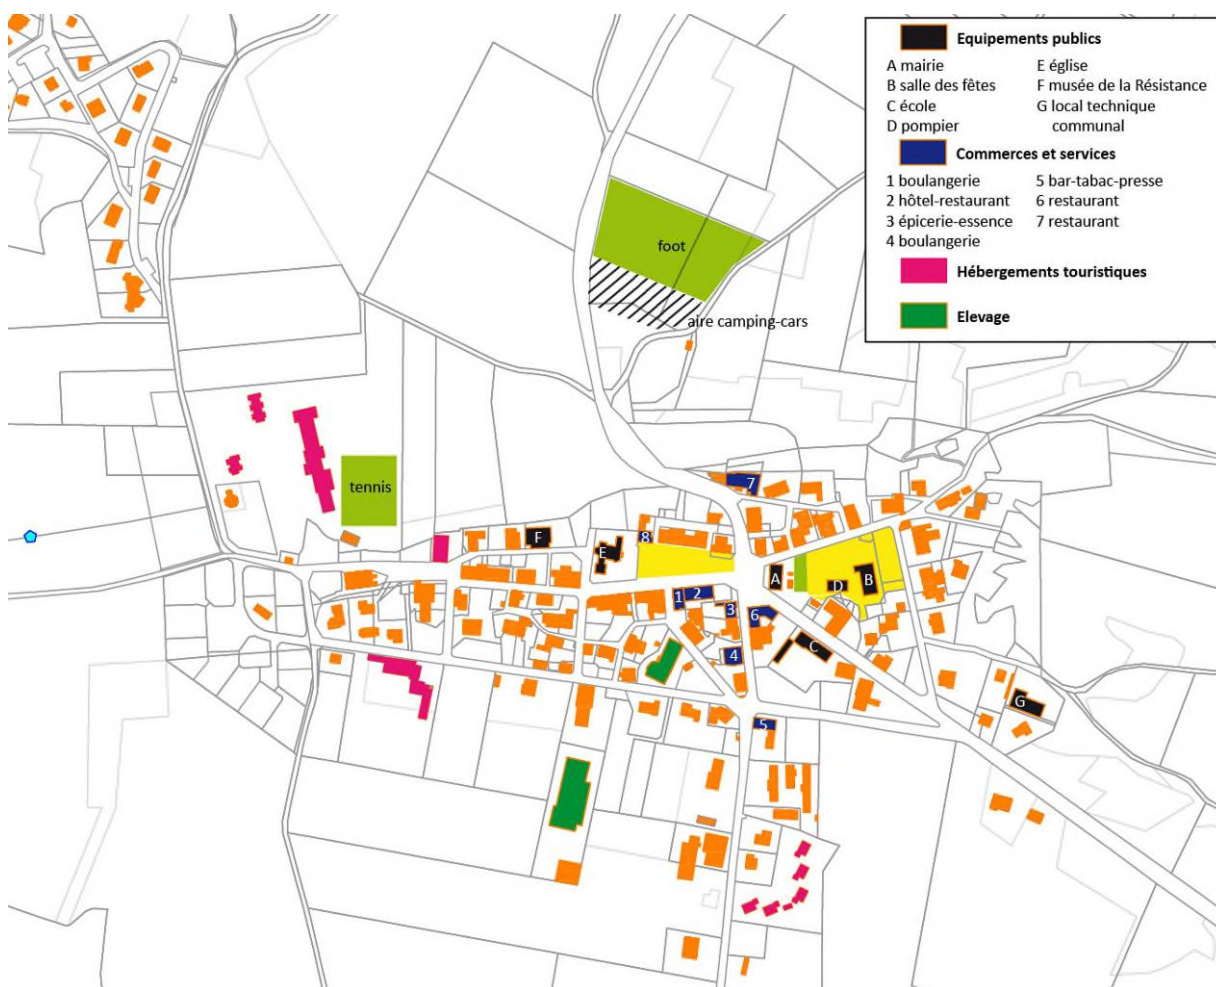 Equipements publics
A mairie
B salle des fêtes
C école
D pompier
E église
F musée de la Résistance
G local technique
communal
Commerces et services
1 boulangerie
2 hôtel-restaurant
3 épicerie-essence
4 boulangerie
5 bar-tabac-presse
6 restaurant
7 restaurant
Hébergements touristiques
Elevage
foot
aire camping-cars
tennis
7
F
8
E
A
D
B
1
2
3
6
4
C
G
5